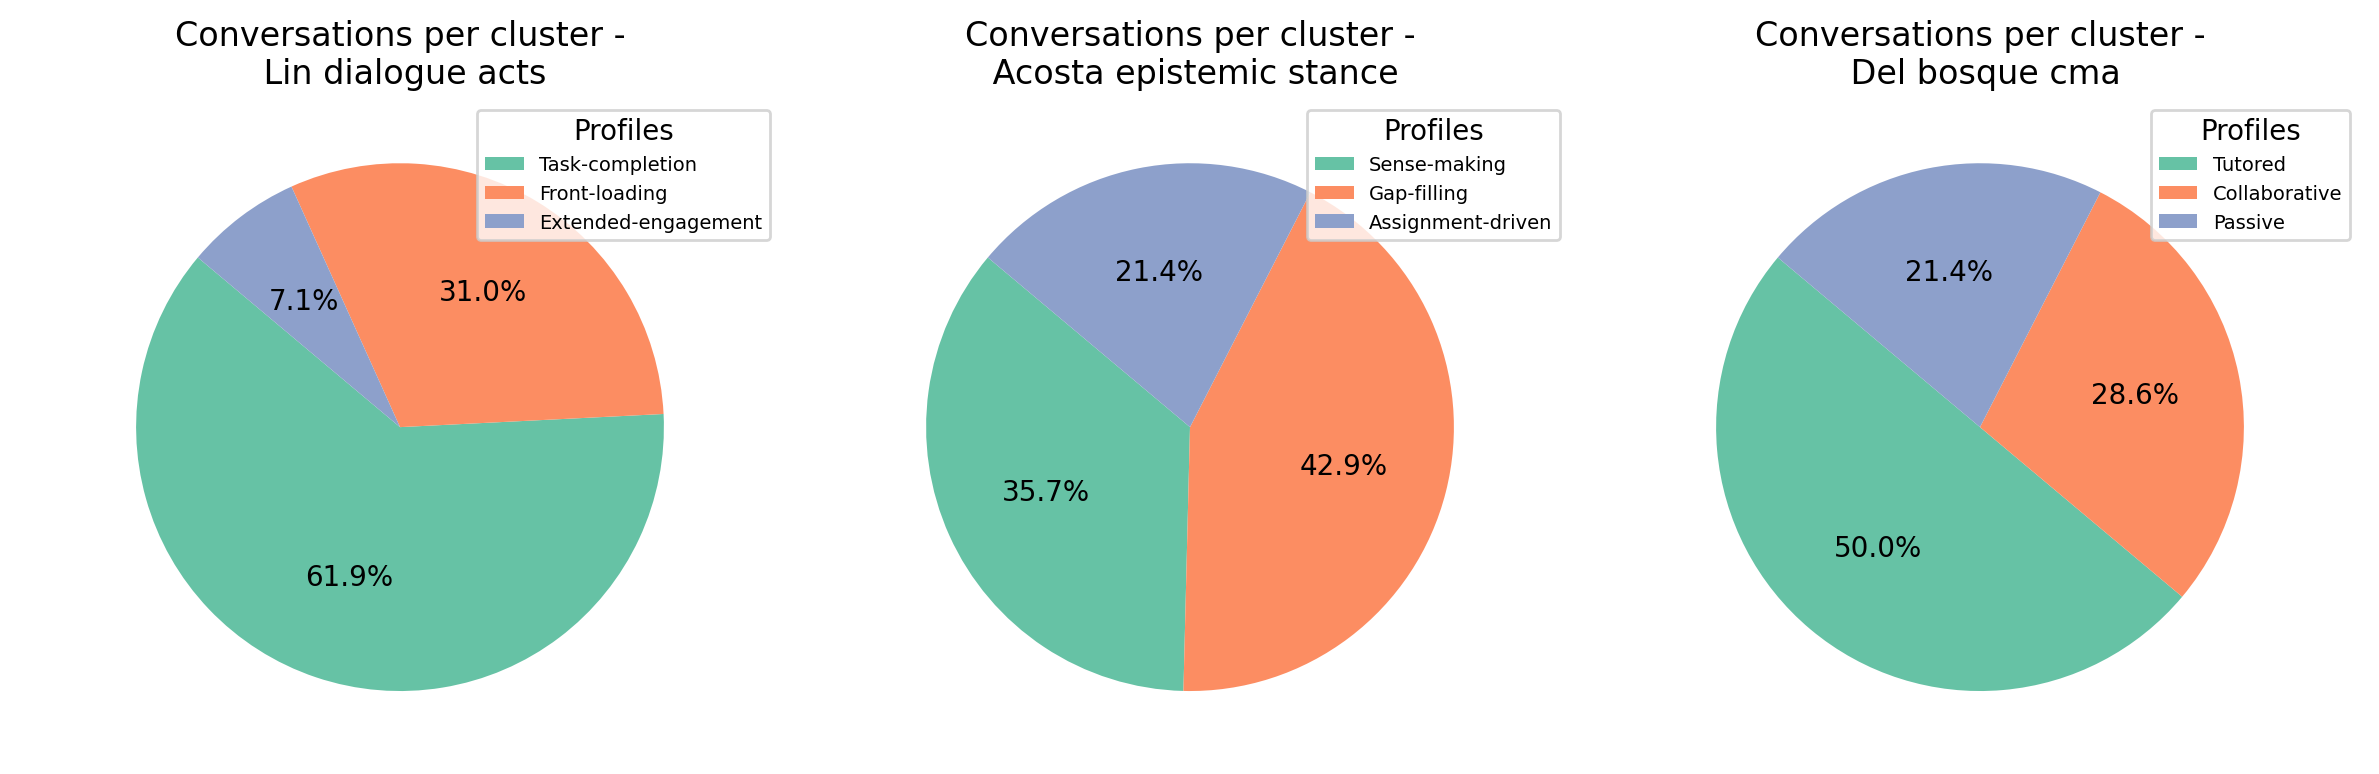 Conversations per cluster -
Lin dialogue acts
Profiles
Task-completion
Front-loading
Extended-engagement
7.1%
31.0%
61.9%
Conversations per cluster -
Acosta epistemic stance
Profiles
Sense-making
Gap-filling
Assignment-driven
21.4%
42.9%
35.7%
Conversations per cluster -
Del bosque cma
Profiles
Tutored
Collaborative
Passive
21.4%
28.6%
50.0%